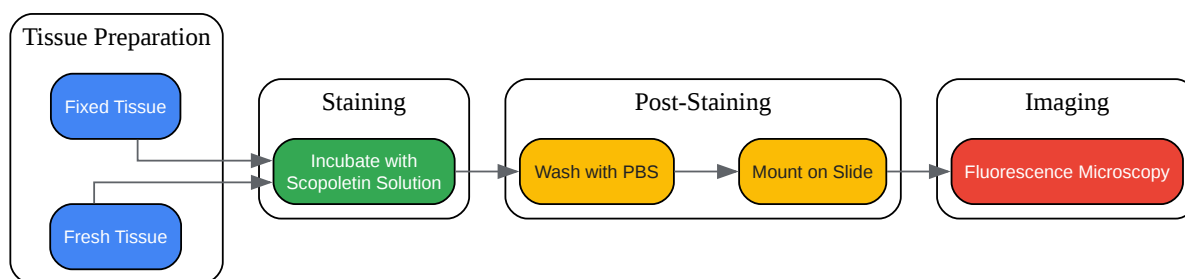 Tissue Preparation
Fixed Tissue
Fresh Tissue
Staining
Incubate with
Scopoletin Solution
Post-Staining
Wash with PBS
Mount on Slide
Imaging
Fluorescence Microscopy